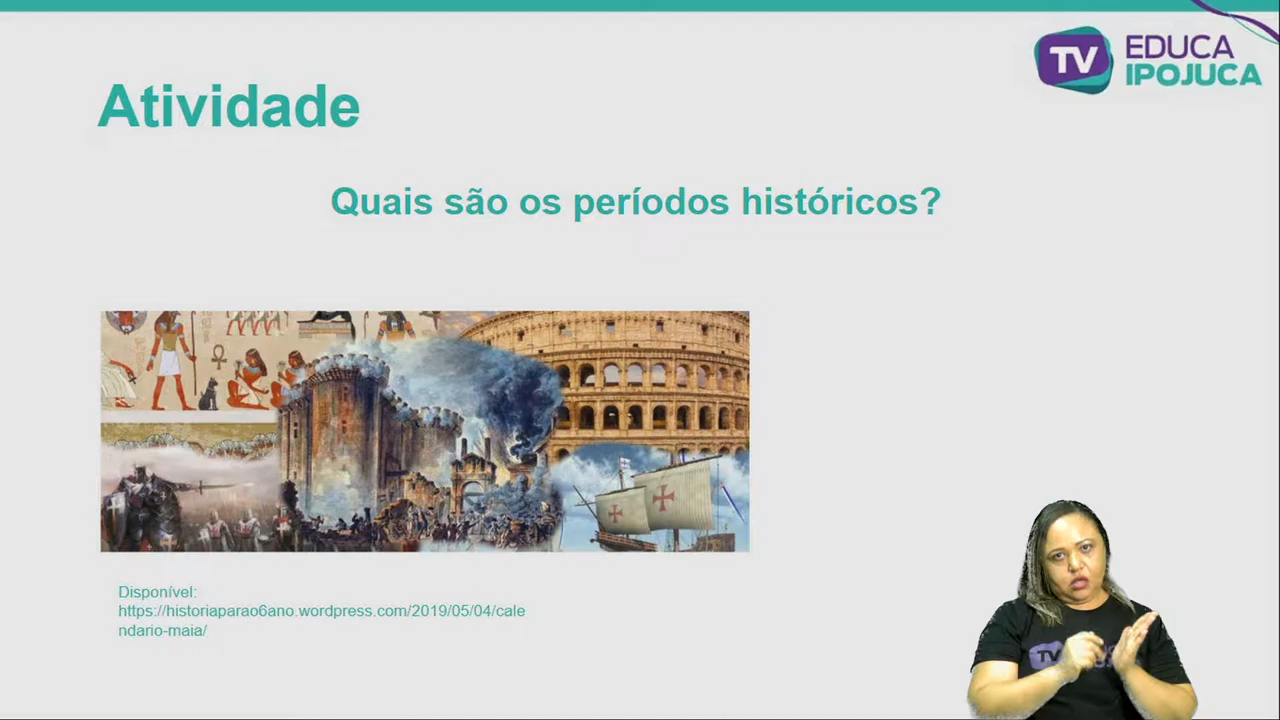 TV EDUCA
IPOJUCA
Atividade
Quais são os períodos históricos?
Disponível:
https://historiaparao6ano.wordpress.com/2019/05/04/cale
ndario-maia/
TV